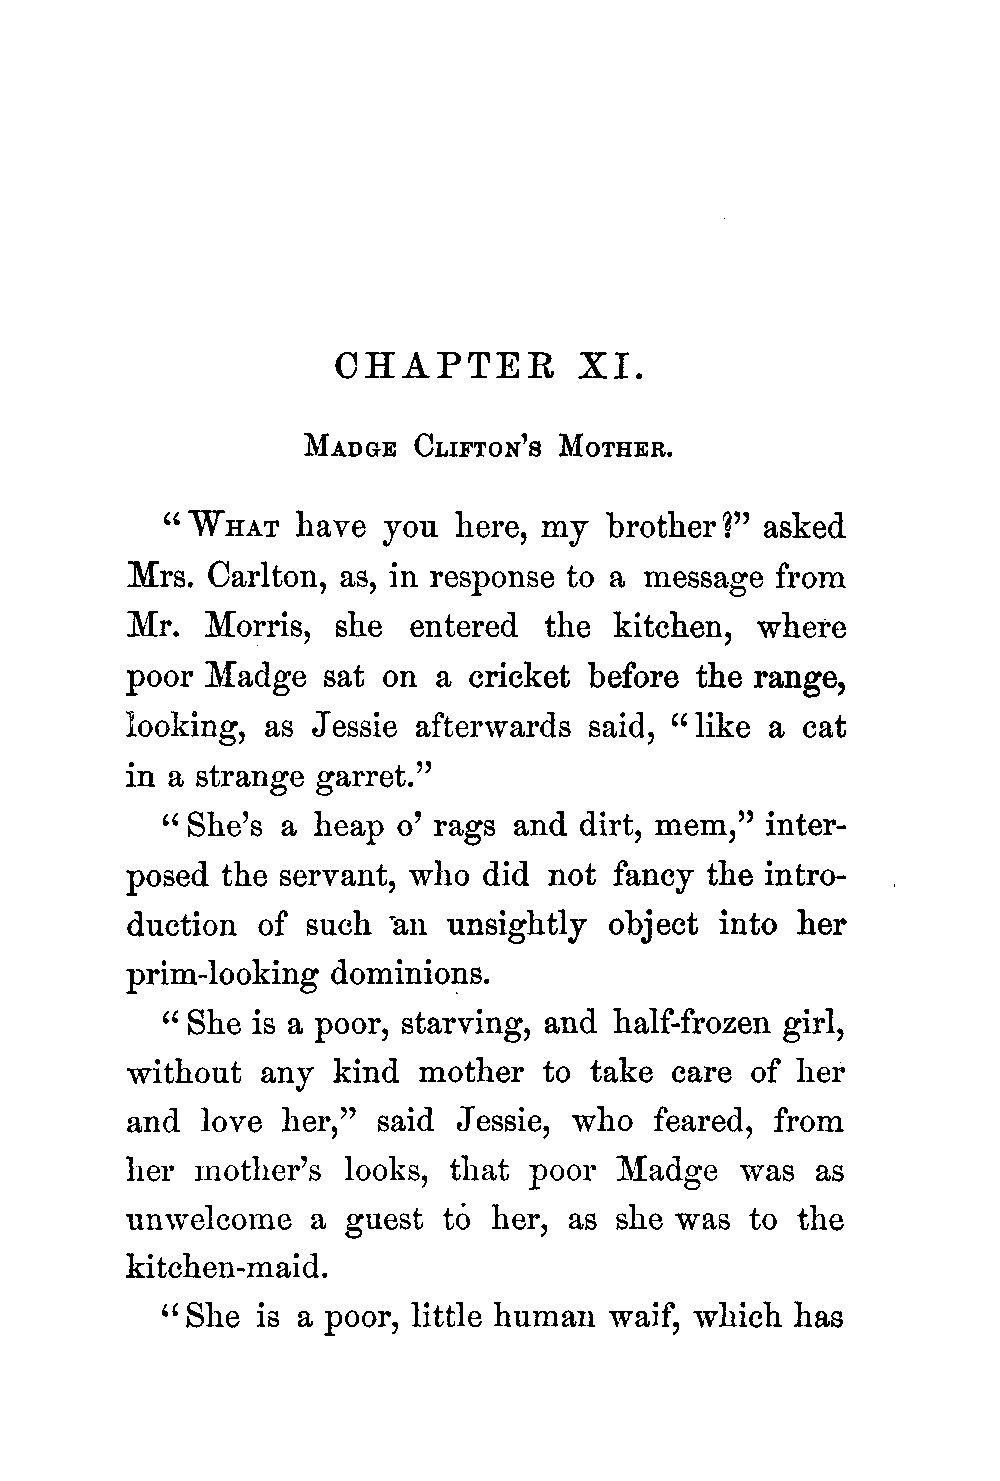 CHAPTER XI.
MADGE CLIFTON'S MOTHER.
"WHAT have you here, my brother?" asked
Mrs. Carlton, as, in response to a message from
Mr. Morris, she entered the kitchen, where
poor Madge sat on a cricket before the range,
looking, as Jessie afterwards said, "like a cat
in a strange garret."
"She's a heap o' rags and dirt, mem," inter-
posed the servant, who did not fancy the intro-
duction of such an unsightly object into her
prim-looking dominions.
"She is a poor, starving, and half-frozen girl,
without any kind mother to take care of her
and love her," said Jessie, who feared, from
her mother's looks, that poor Madge was as
unwelcome a guest to her, as she was to the
kitchen-maid.
"She is a poor, little human waif, which has